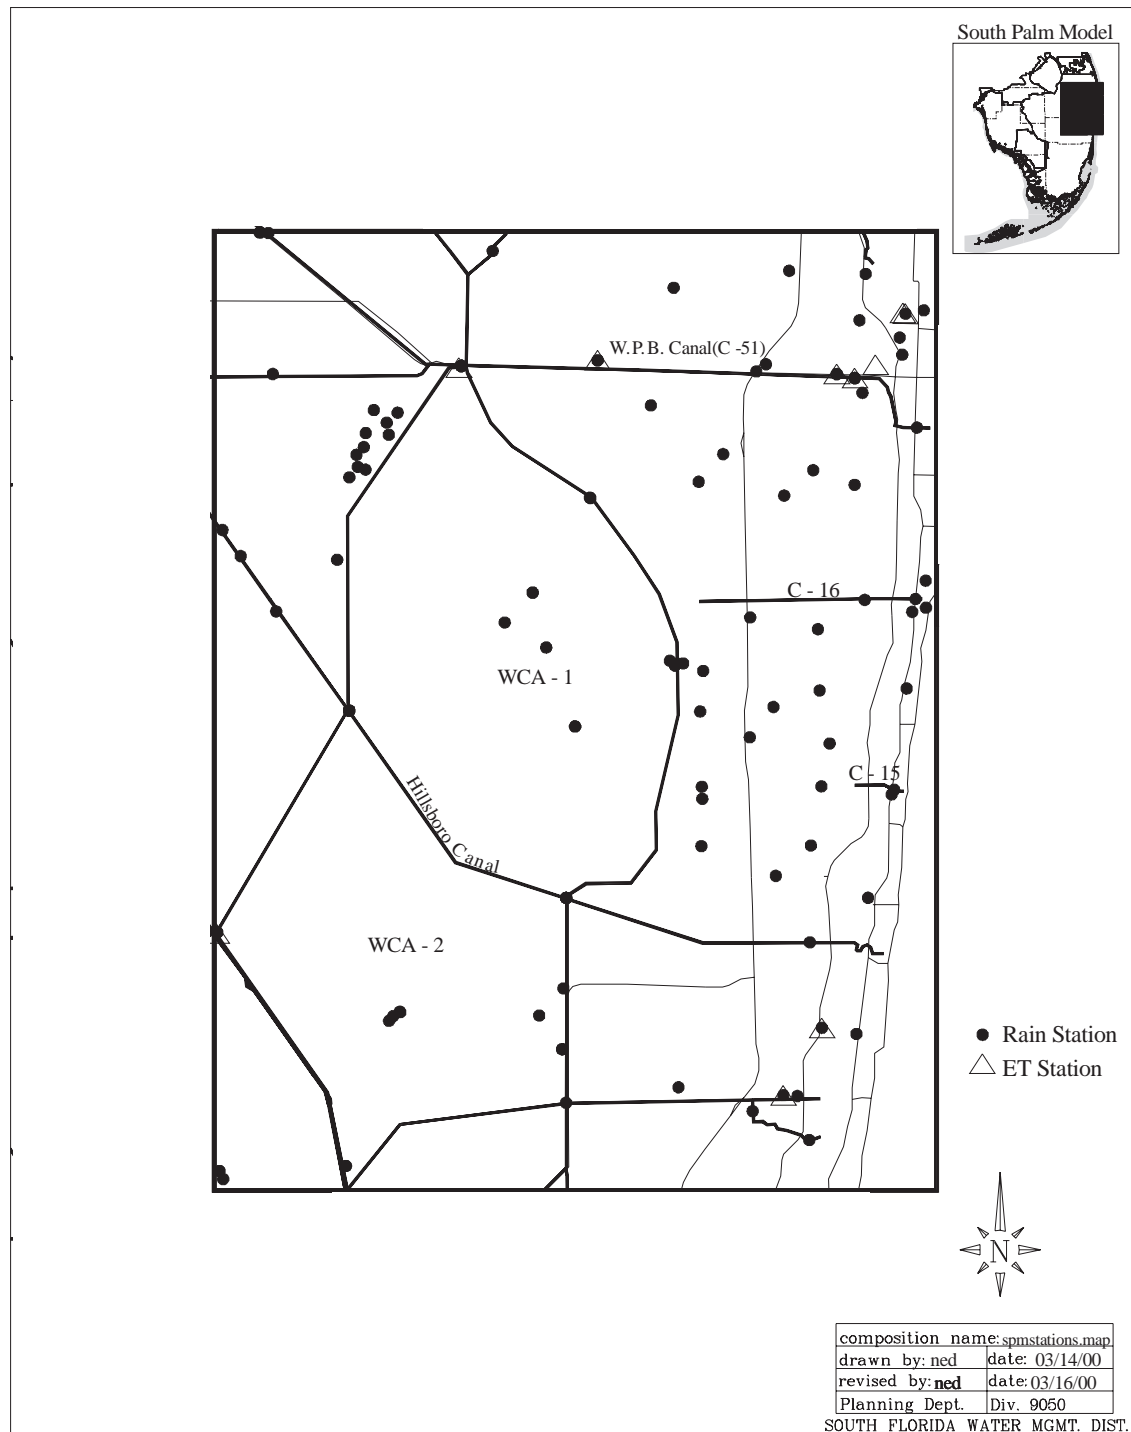 South Palm Model
W.P.B. Canal(C -51)
C - 16
WCA - 1
C - 15
Hillsboro Canal
WCA - 2
Rain Station
ET Station
N
composition name: spmstations.map
drawn by: ned date: 03/14/00
revised by: ned date: 03/16/00
Planning Dept. Div. 9050
SOUTH FLORIDA WATER MGMT. DIST.